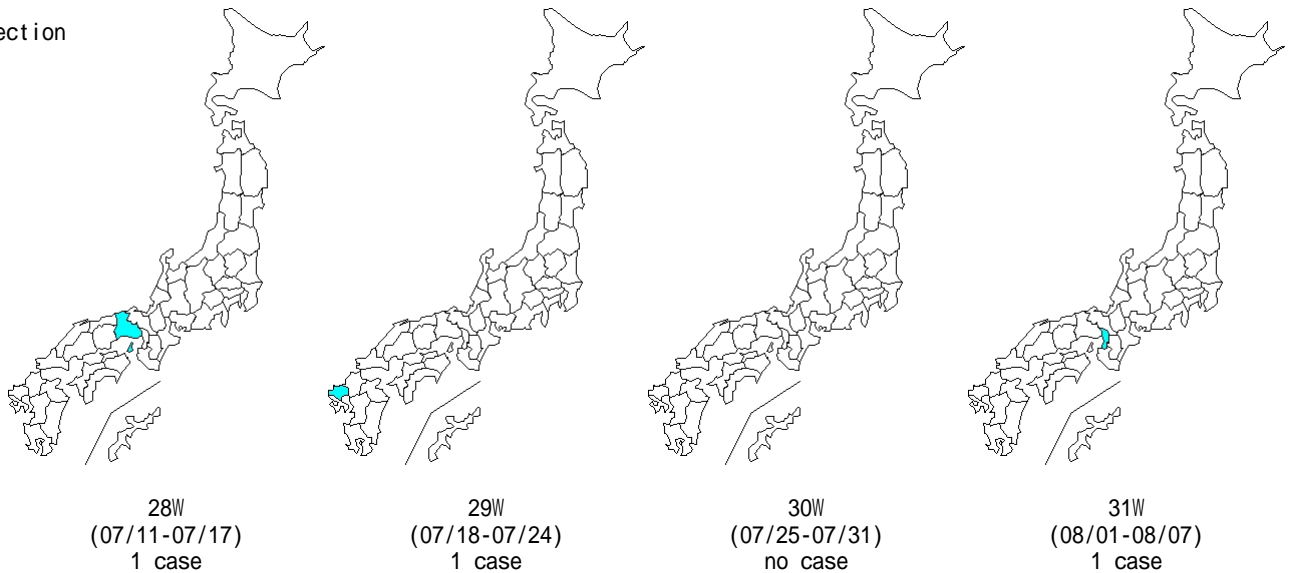 28W
(07/11-07/17)
1 case
29W
(07/18-07/24)
1 case
30W
(07/25-07/31)
no case
31W
(08/01-08/07)
1 case